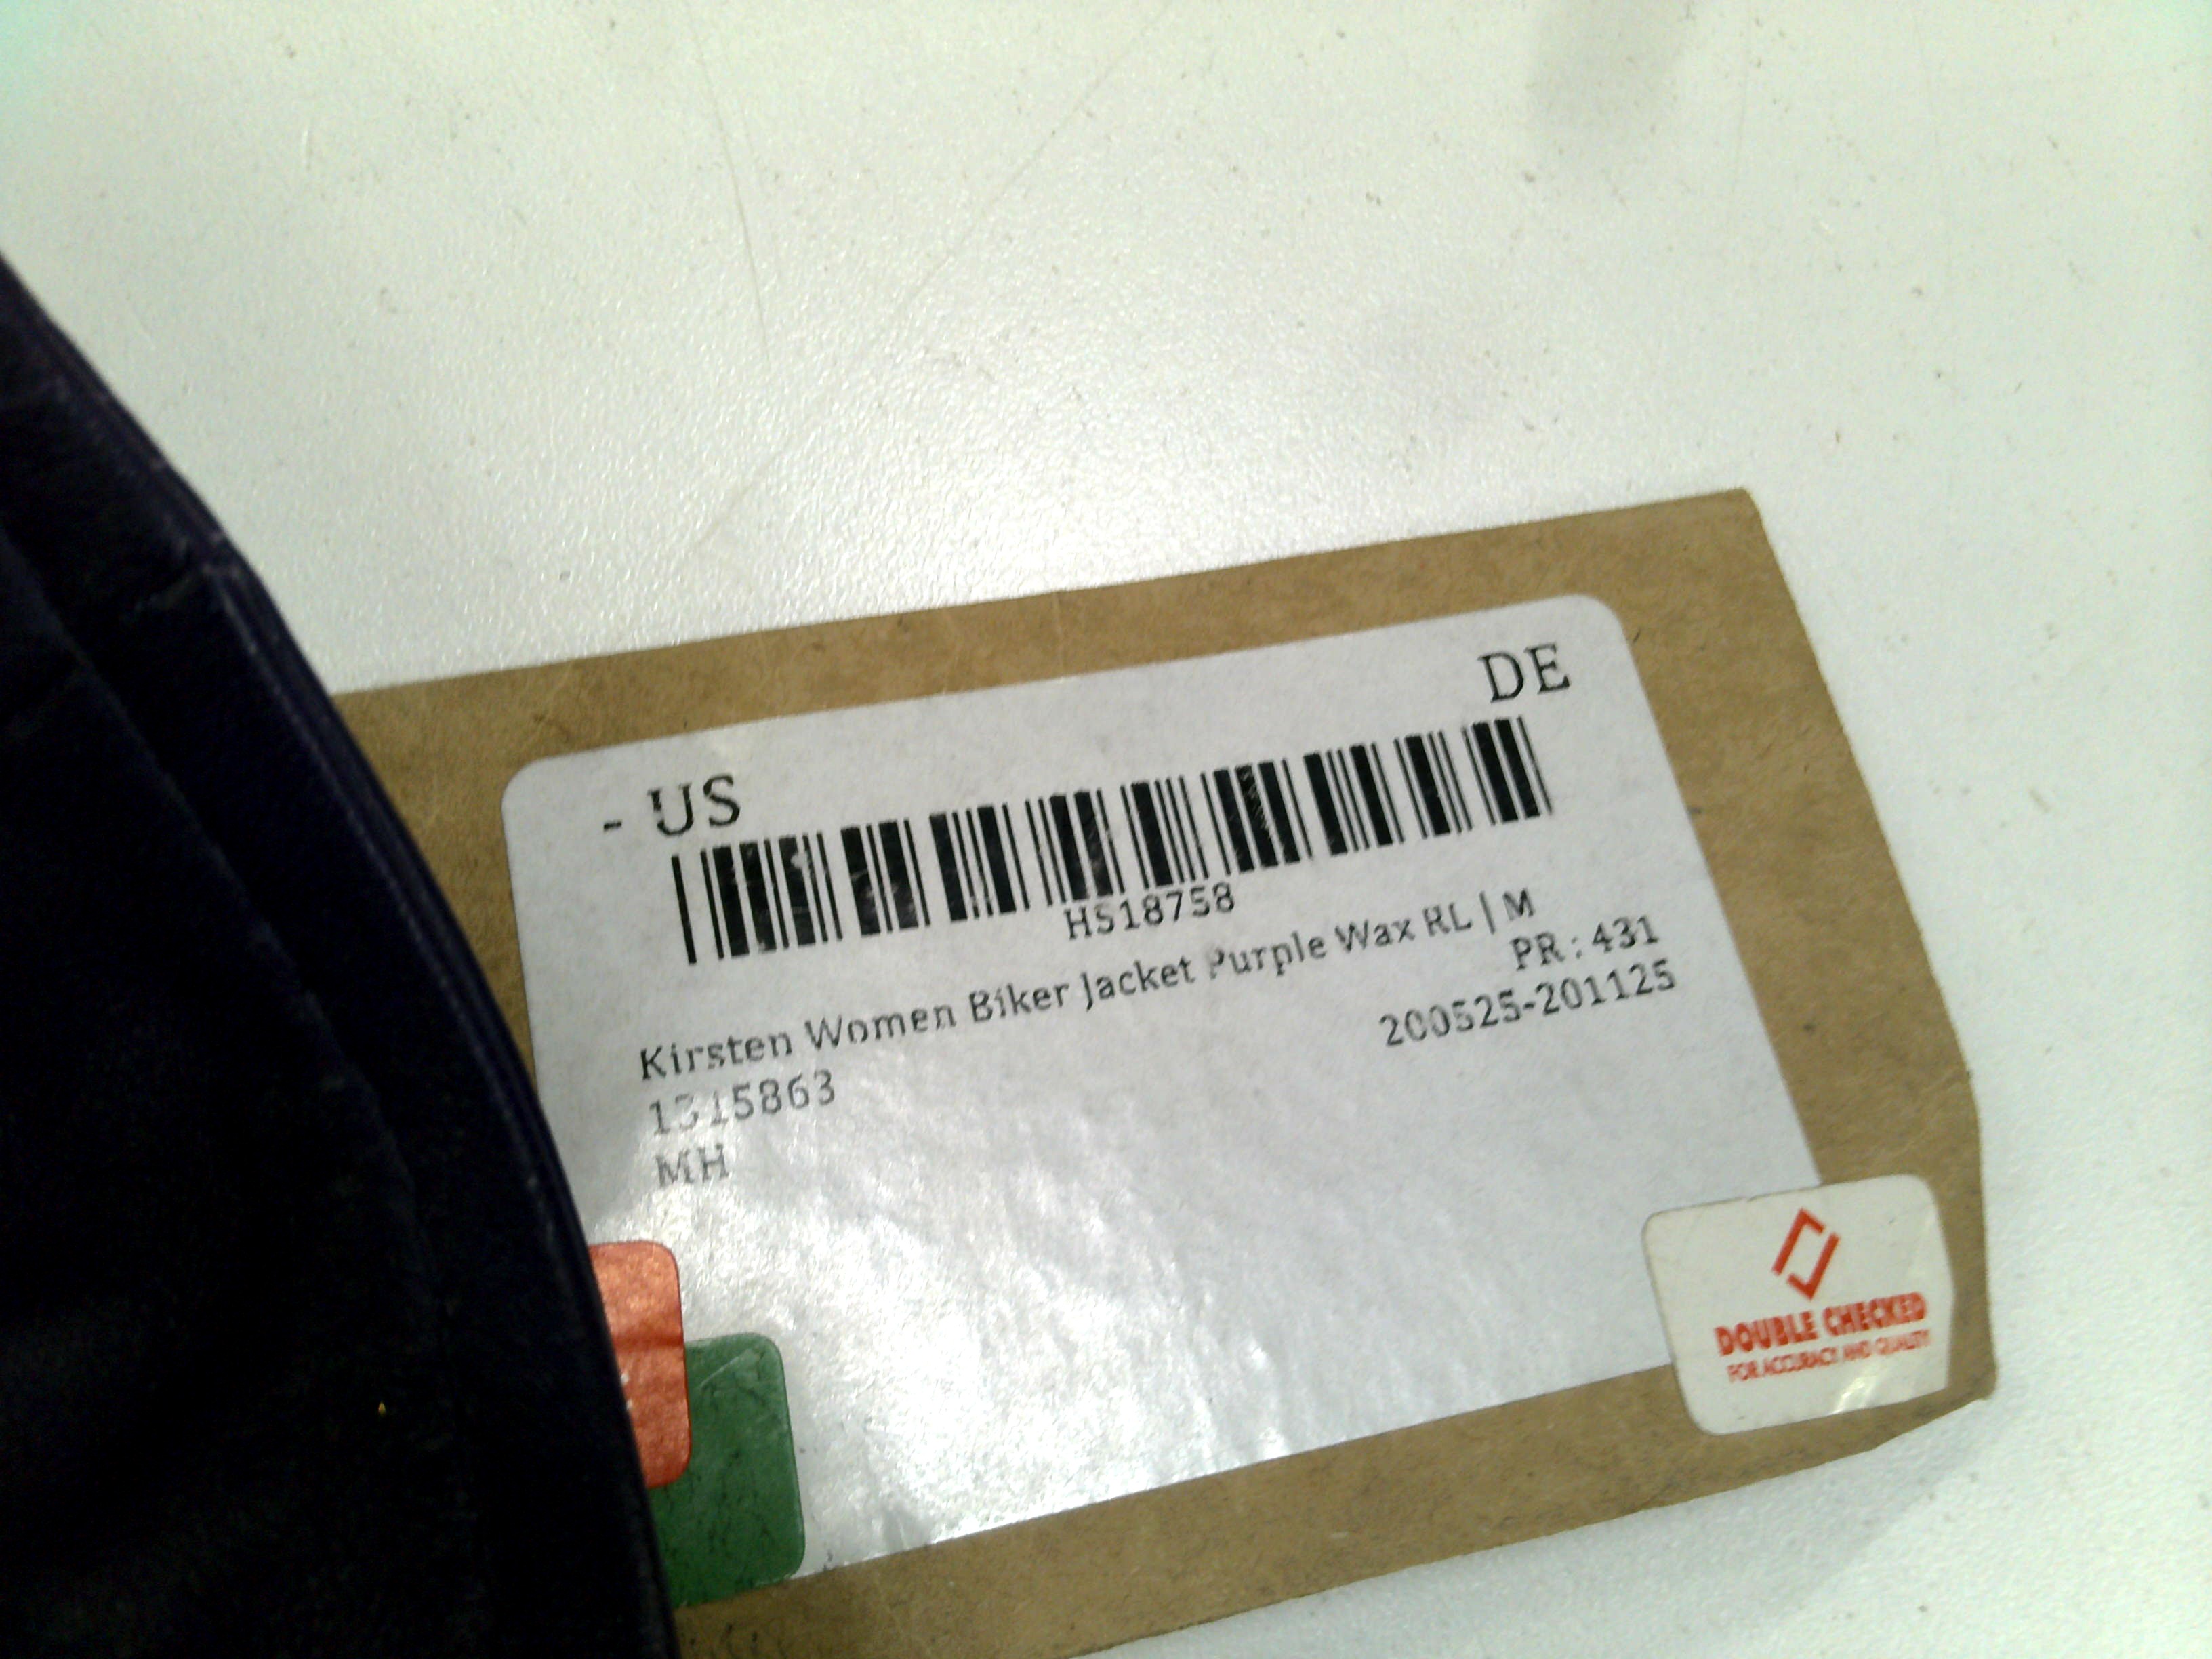 - US
DE
HS18758
Kirsten Women Biker Jacket Purple Wax RL | M
PR : 431
1315863
200525-201125
MH
DOUBLE CHECKED
FOR ACCURACY AND QUALITY